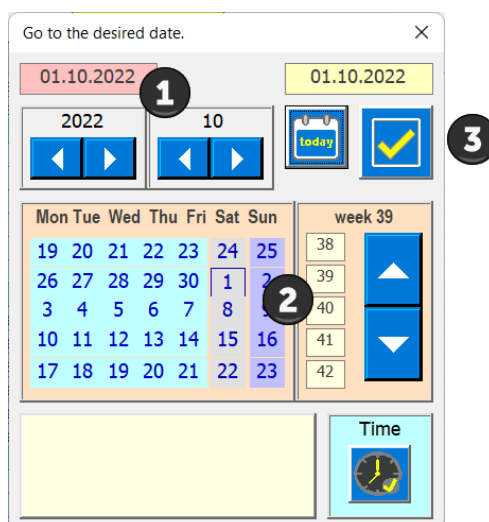 Go to the desired date.
01.10.2022 01.10.2022
1
2022 10
today
3
Mon Tue Wed Thu Fri Sat Sun week 39
19 20 21 22 23 24 25 38
26 27 28 29 30 1 2 39
2
3 4 5 6 7 8 9 40
10 11 12 13 14 15 16 41
17 18 19 20 21 22 23 42
Time